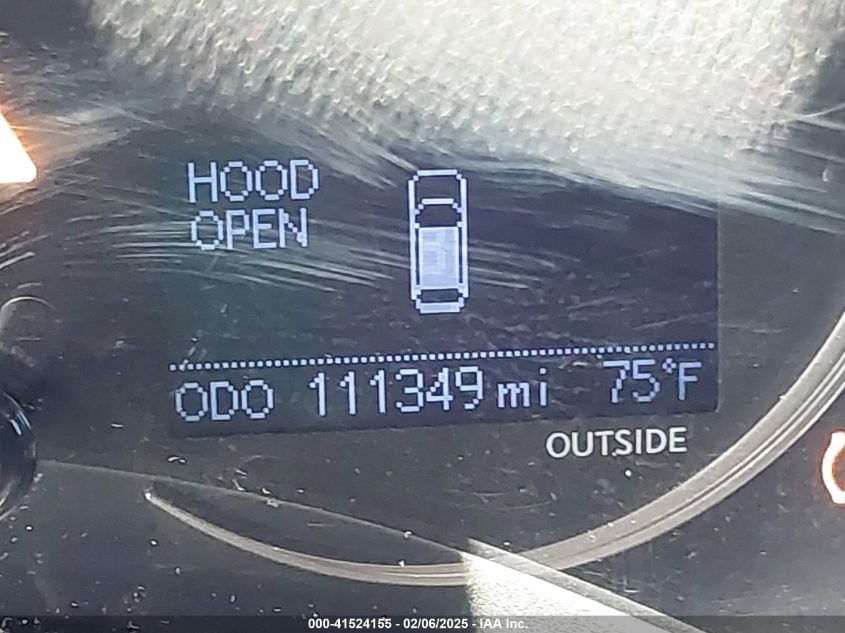 HOOD
OPEN
ODO 111349 mi 75°F
OUTSIDE
000-41524155 - 02/06/2025 - IAA Inc.